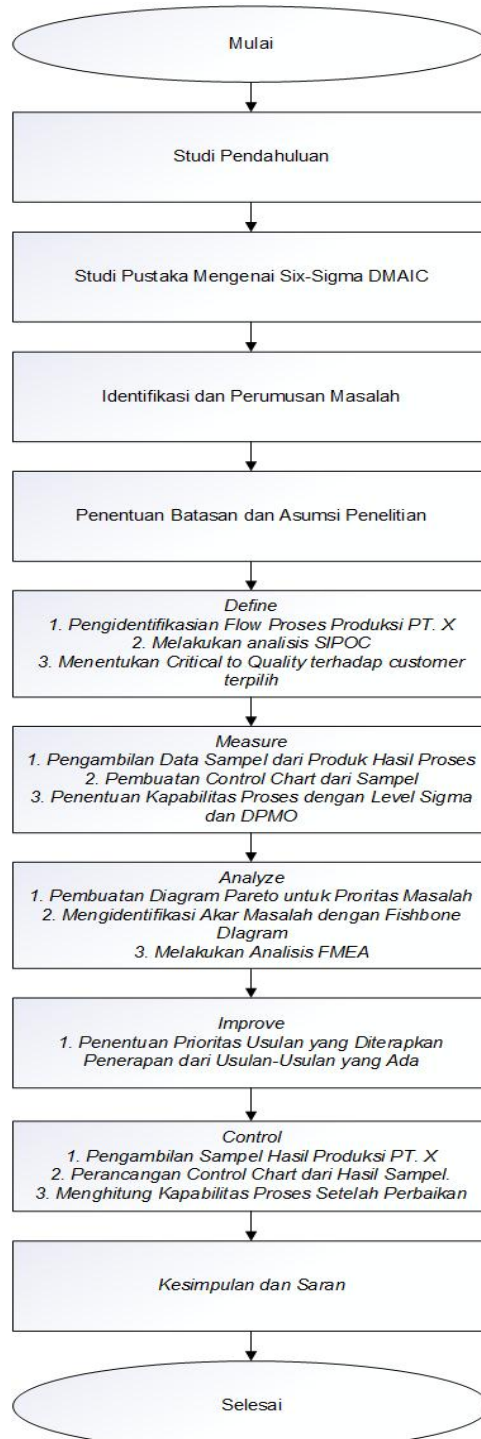 Mulai
Studi Pendahuluan
Studi Pustaka Mengenai Six-Sigma DMAIC
Identifikasi dan Perumusan Masalah
Penentuan Batasan dan Asumsi Penelitian
Define
1. Pengidentifikasian Flow Proses Produksi PT. X
2. Melakukan analisis SIPOC
3. Menentukan Critical to Quality terhadap customer
terpilih
Measure
1. Pengambilan Data Sampel dari Produk Hasil Proses
2. Pembuatan Control Chart dari Sampel
3. Penentuan Kapabilitas Proses dengan Level Sigma
dan DPMO
Analyze
1. Pembuatan Diagram Pareto untuk Proritas Masalah
2. Mengidentifikasi Akar Masalah dengan Fishbone
DIagram
3. Melakukan Analisis FMEA
Improve
1. Penentuan Prioritas Usulan yang Diterapkan
Penerapan dari Usulan-Usulan yang Ada
Control
1. Pengambilan Sampel Hasil Produksi PT. X
2. Perancangan Control Chart dari Hasil Sampel.
3. Menghitung Kapabilitas Proses Setelah Perbaikan
Kesimpulan dan Saran
Selesai